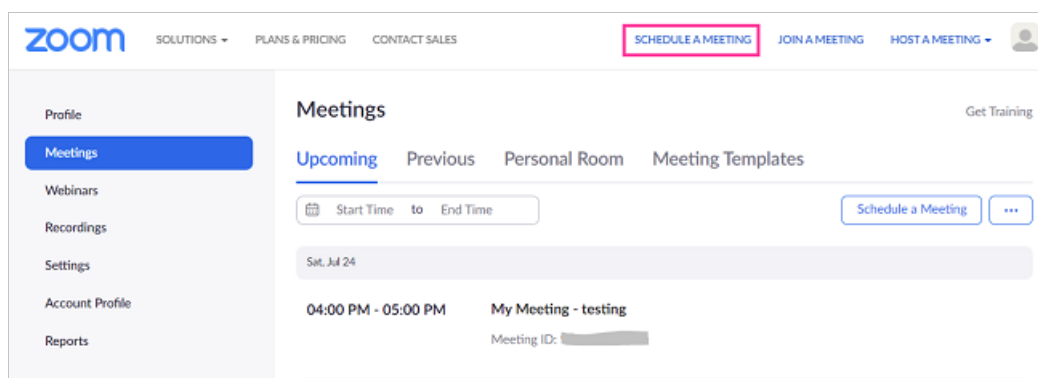 zoom SOLUTIONS PLANS & PRICING CONTACT SALES SCHEDULE A MEETING JOIN A MEETING HOST A MEETING
Profile
Meetings
Webinars
Recordings
Settings
Account Profile
Reports
Meetings
Get Training
Upcoming Previous Personal Room Meeting Templates
Start Time to End Time
Schedule a Meeting ...
Sat, Jul 24
04:00 PM - 05:00 PM My Meeting - testing
Meeting ID: